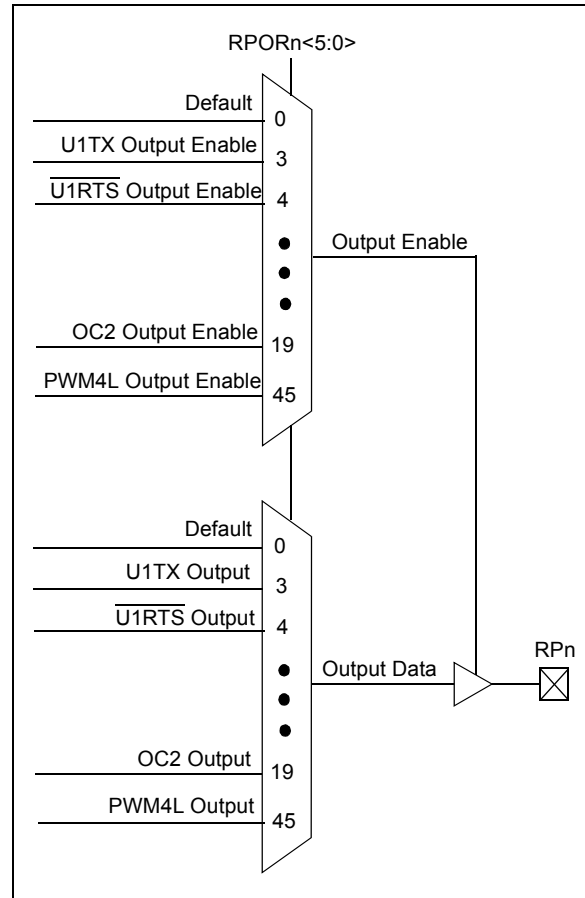 RPORn<5:0>
Default
0
U1TX Output Enable
3
U1RTS Output Enable
4
Output Enable
OC2 Output Enable
19
PWM4L Output Enable
45
Default
0
U1TX Output
3
U1RTS Output
4
RPn
Output Data
OC2 Output
19
PWM4L Output
45